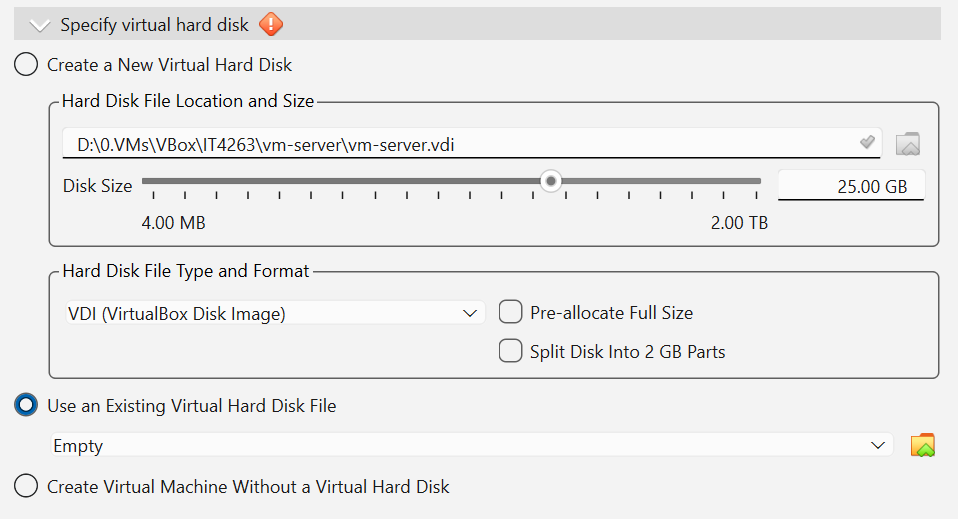 Specify virtual hard disk
Create a New Virtual Hard Disk
Hard Disk File Location and Size
D:\0.VMs\VBox\IT4263\vm-server\vm-server.vdi
Disk Size 25.00 GB
4.00 MB 2.00 TB
Hard Disk File Type and Format
VDI (VirtualBox Disk Image) Pre-allocate Full Size
Split Disk Into 2 GB Parts
Use an Existing Virtual Hard Disk File
Empty
Create Virtual Machine Without a Virtual Hard Disk